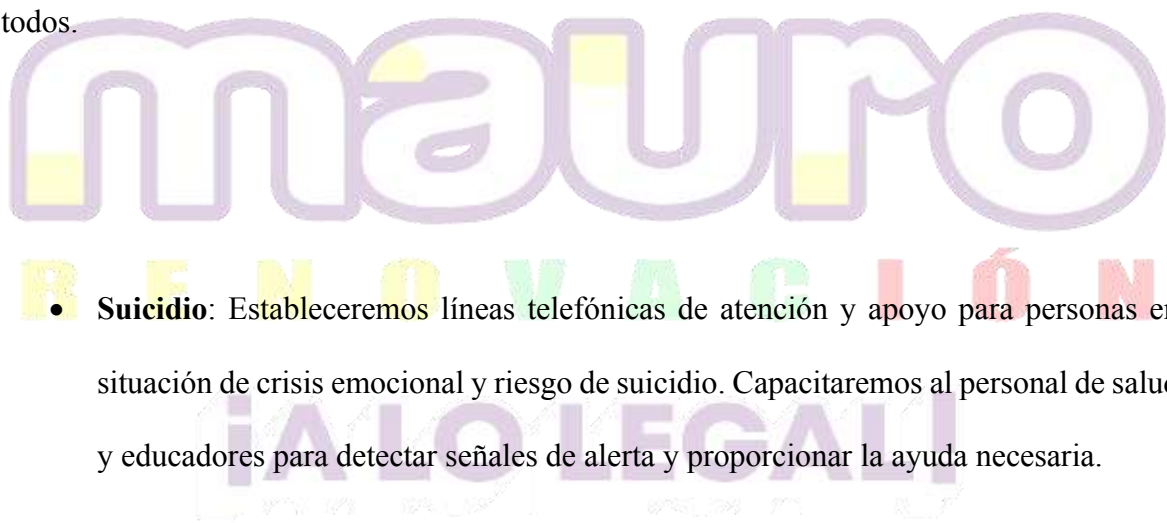 todos.
mauro
RENOVACIÓN
• Suicidio: Estableceremos líneas telefónicas de atención y apoyo para personas en
situación de crisis emocional y riesgo de suicidio. Capacitaremos al personal de salud
¡A LO LEGAL!
y educadores para detectar señales de alerta y proporcionar la ayuda necesaria.